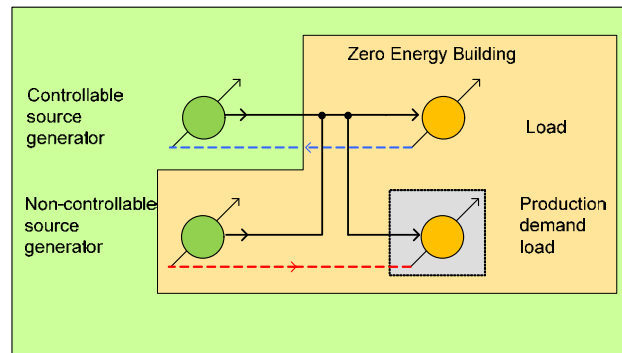 Zero Energy Building
Controllable
source
generator
Load
Non-controllable
source
generator
Production
demand
load